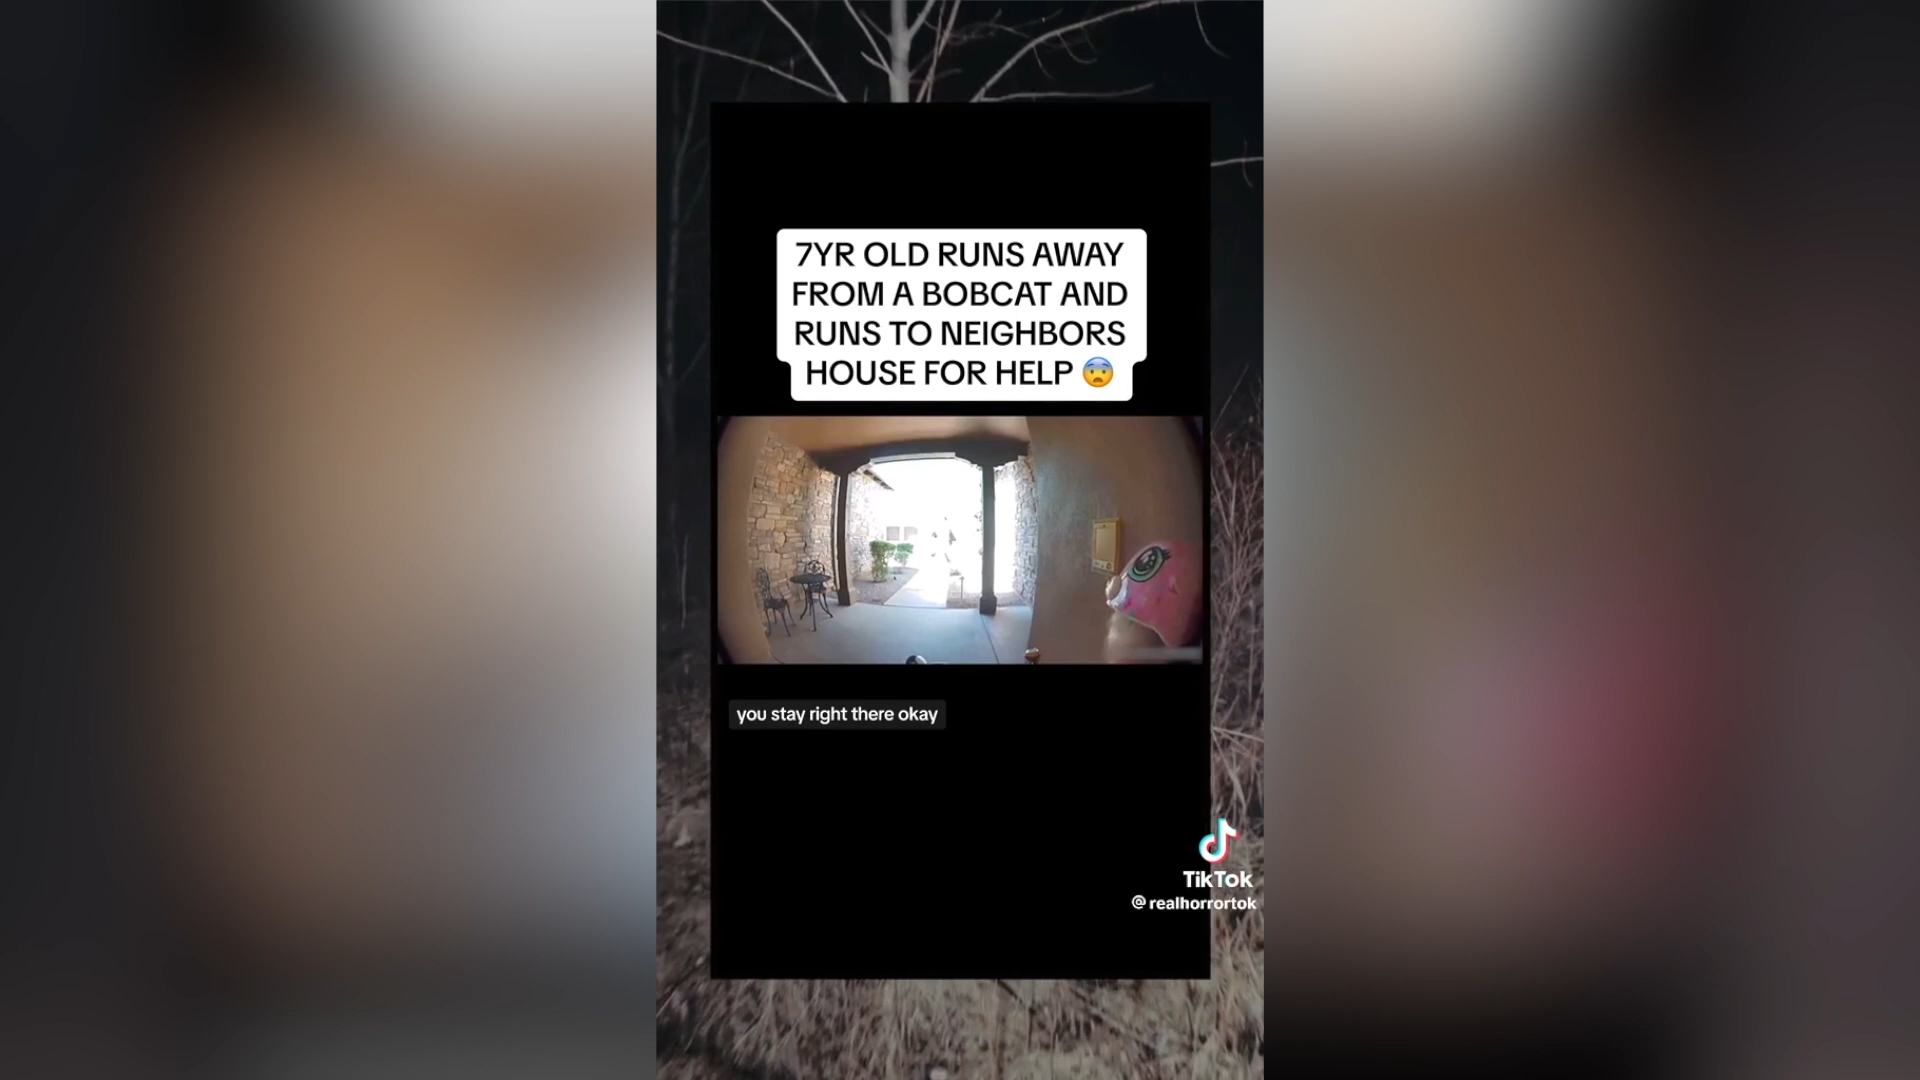 7YR OLD RUNS AWAY
FROM A BOBCAT AND
RUNS TO NEIGHBORS
HOUSE FOR HELP 😨
you stay right there okay
TikTok
@realhorrortok